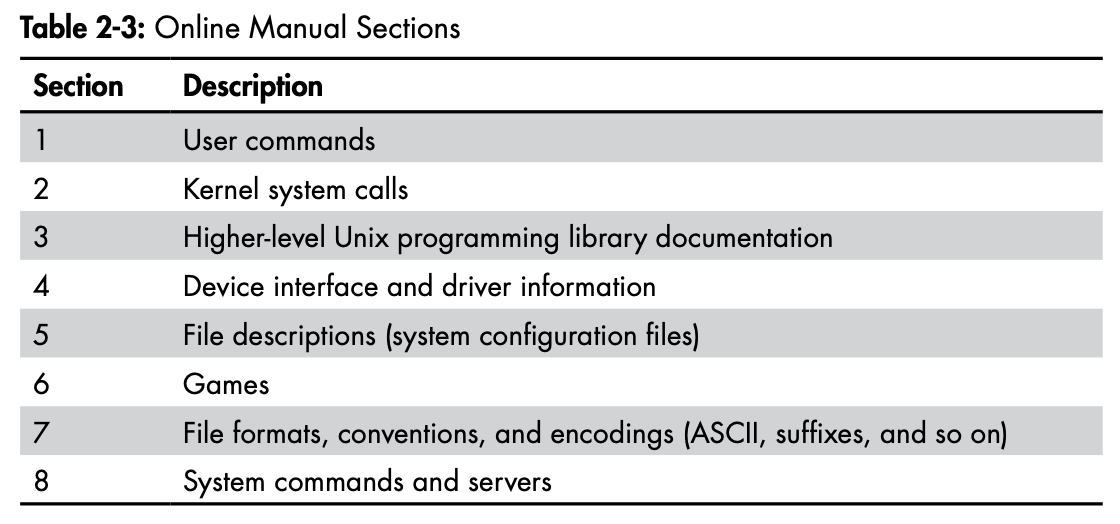 Table 2-3: Online Manual Sections
Section Description
1 User commands
2 Kernel system calls
3 Higher-level Unix programming library documentation
4 Device interface and driver information
5 File descriptions (system configuration files)
6 Games
7 File formats, conventions, and encodings (ASCII, suffixes, and so on)
8 System commands and servers